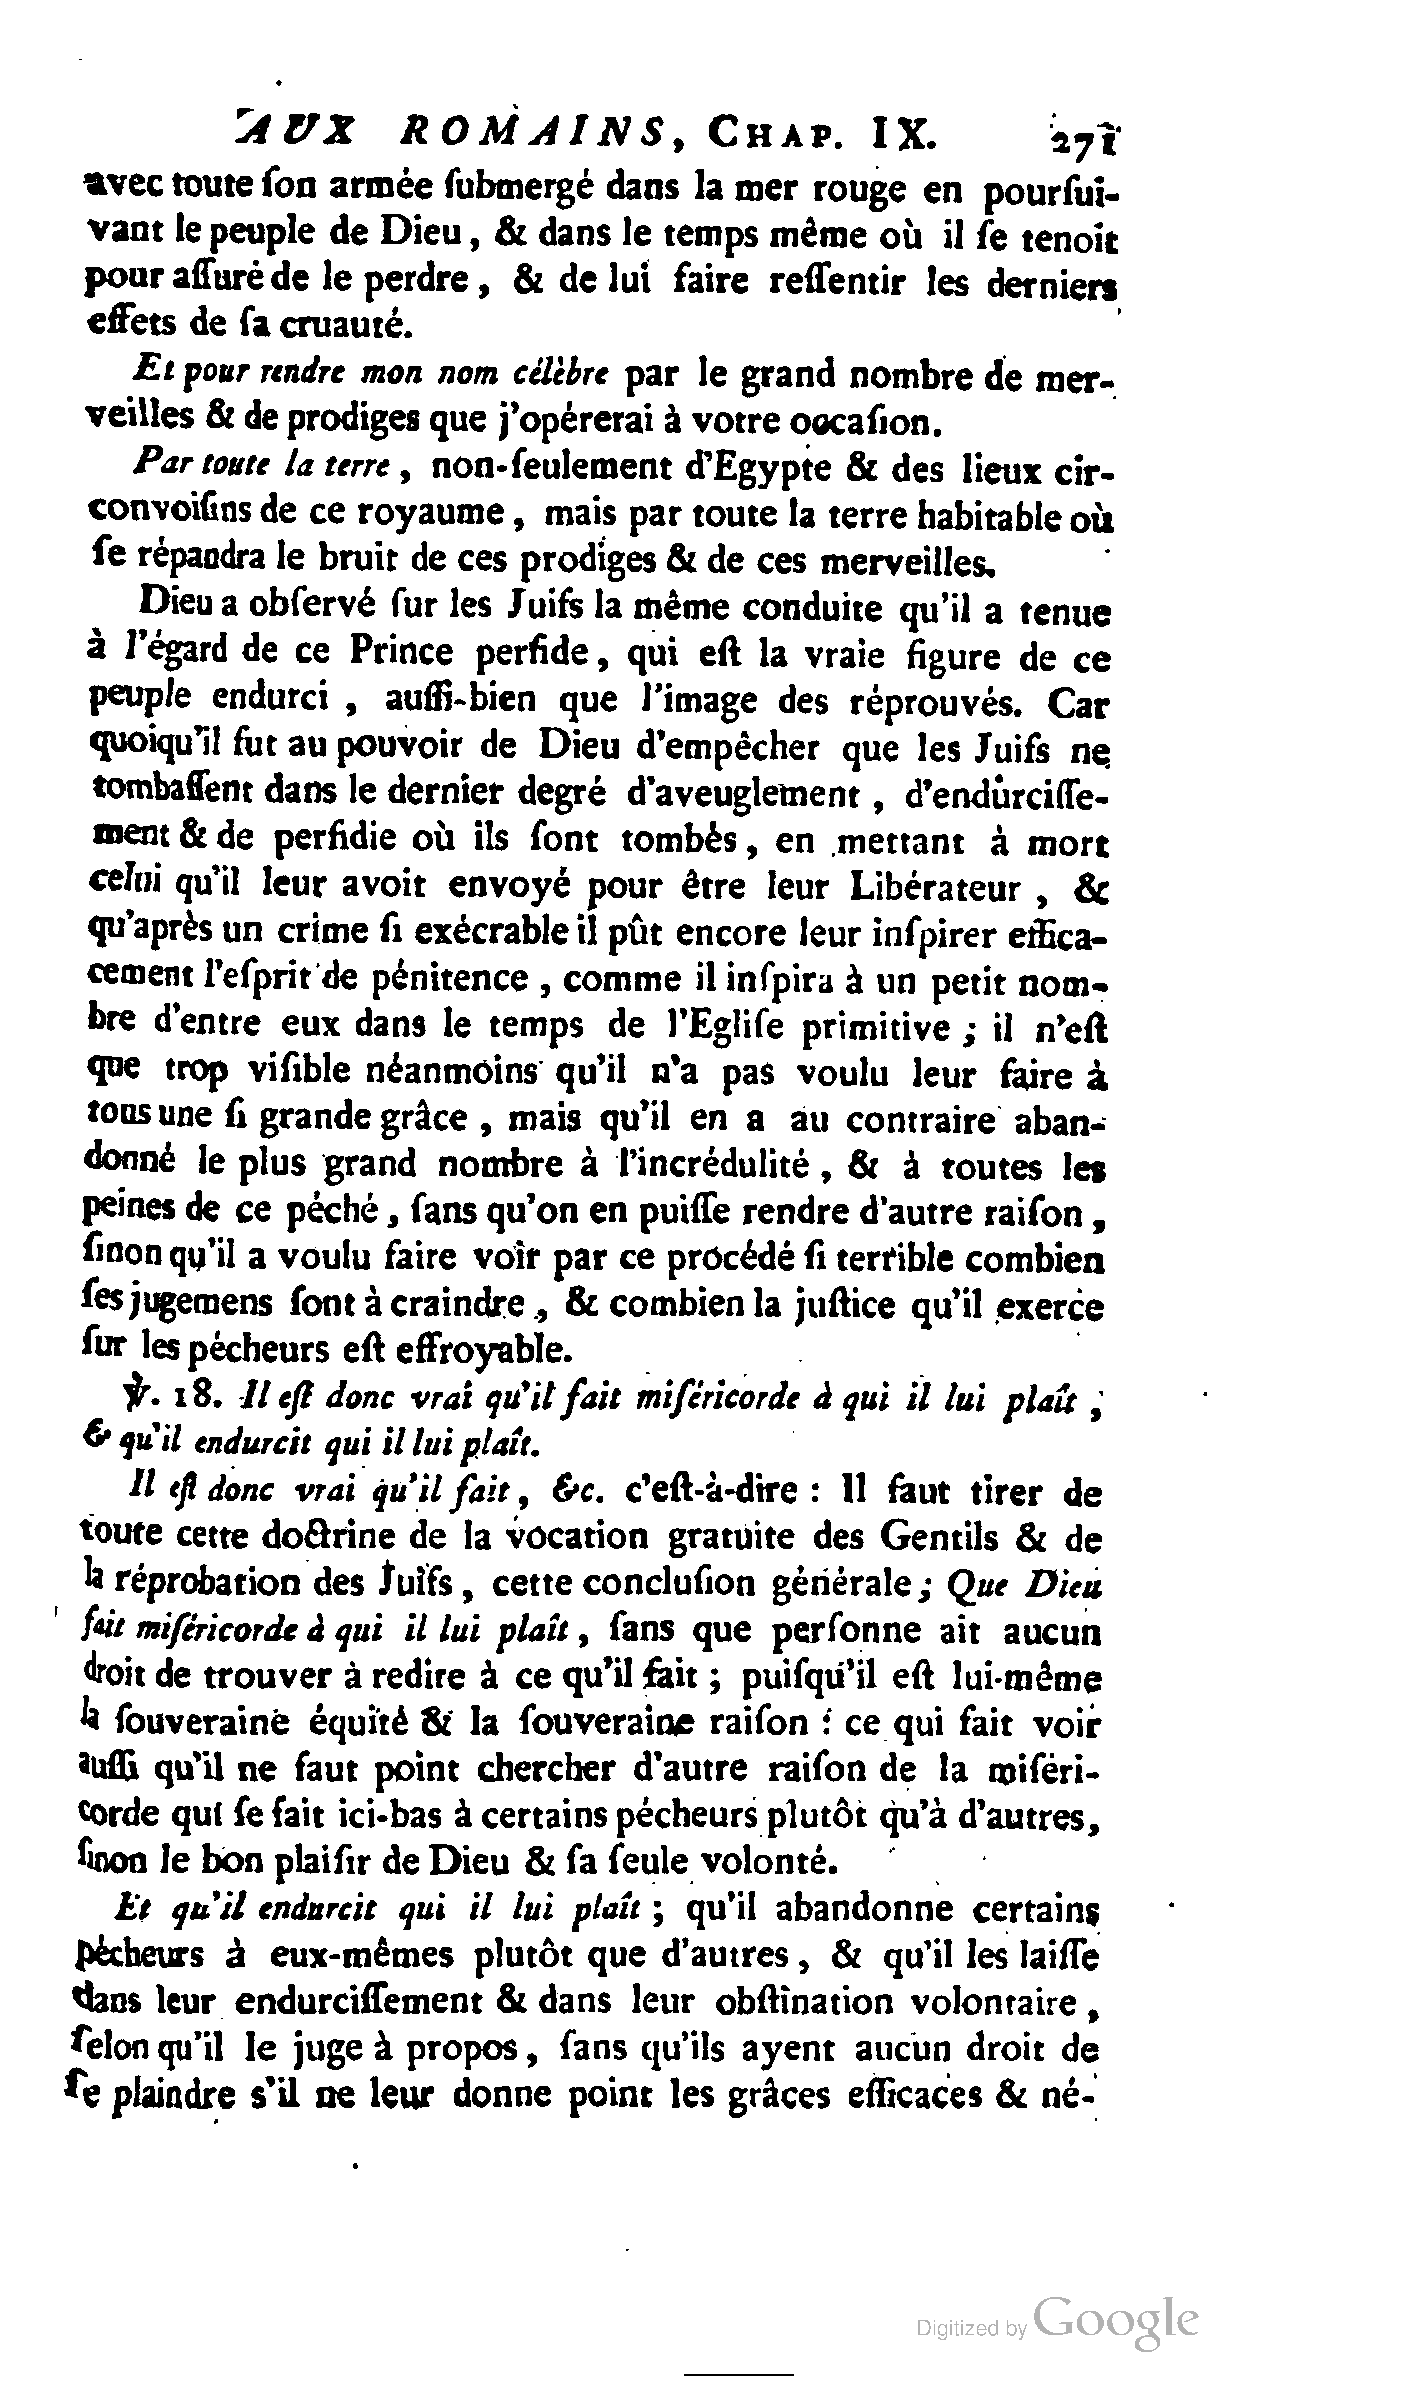 AUX ROMAINS, CHAP. IX. 271
avec toute ſon armée ſubmergé dans la mer rouge en pourſui-
vant le peuple de Dieu, & dans le temps même où il ſe tenoit
pour aſſuré de le perdre, & de lui faire reſſentir les derniers
effets de ſa cruauté.
Et pour rendre mon nom célèbre par le grand nombre de mer-
veilles & de prodiges que j'opérerai à votre occaſion.
Par toute la terre, non-ſeulement d'Egypte & des lieux cir-
convoiſins de ce royaume, mais par toute la terre habitable où
ſe répandra le bruit de ces prodiges & de ces merveilles.
Dieu a obſervé ſur les Juifs la même conduite qu'il a tenue
à l'égard de ce Prince perfide, qui eſt la vraie figure de ce
peuple endurci, auſſi-bien que l'image des réprouvés. Car
quoiqu'il fut au pouvoir de Dieu d'empêcher que les Juifs ne
tombaſſent dans le dernier degré d'aveuglement, d'endurciſſe-
ment & de perfidie où ils ſont tombés, en mettant à mort
celui qu'il leur avoit envoyé pour être leur Libérateur, &
qu'après un crime ſi exécrable il pût encore leur inſpirer effica-
cement l'eſprit de pénitence, comme il inſpira à un petit nom-
bre d'entre eux dans le temps de l'Egliſe primitive; il n'eſt
que trop viſible néanmoins qu'il n'a pas voulu leur faire à
tous une ſi grande grâce, mais qu'il en a au contraire aban-
donné le plus grand nombre à l'incrédulité, & à toutes les
peines de ce péché, ſans qu'on en puiſſe rendre d'autre raiſon,
ſinon qu'il a voulu faire voir par ce procédé ſi terrible combien
ſes jugemens ſont à craindre, & combien la juſtice qu'il exerce
ſur les pécheurs eſt effroyable.
℣. 18. Il eſt donc vrai qu'il fait miſéricorde à qui il lui plaît;
& qu'il endurcit qui il lui plaît.
Il eſt donc vrai qu'il fait, &c. c'eſt-à-dire : Il faut tirer de
toute cette doctrine de la vocation gratuite des Gentils & de
la réprobation des Juifs, cette concluſion générale; Que Dieu
fait miſéricorde à qui il lui plaît, ſans que perſonne ait aucun
droit de trouver à redire à ce qu'il fait; puiſqu'il eſt lui-même
la ſouveraine équité & la ſouveraine raiſon : ce qui fait voir
auſſi qu'il ne faut point chercher d'autre raiſon de la miſéri-
corde qui ſe fait ici-bas à certains pécheurs plutôt qu'à d'autres,
ſinon le bon plaiſir de Dieu & ſa ſeule volonté.
Et qu'il endurcit qui il lui plaît; qu'il abandonne certains
pécheurs à eux-mêmes plutôt que d'autres, & qu'il les laiſſe
dans leur endurciſſement & dans leur obſtination volontaire,
ſelon qu'il le juge à propos, ſans qu'ils ayent aucun droit de
ſe plaindre s'il ne leur donne point les grâces efficaces & né-
Digitized by Google